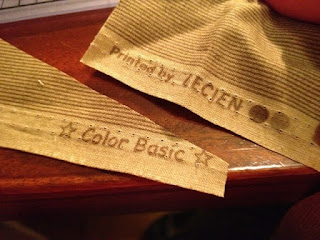 Printed by. LECIEN
☆ Color Basic ☆